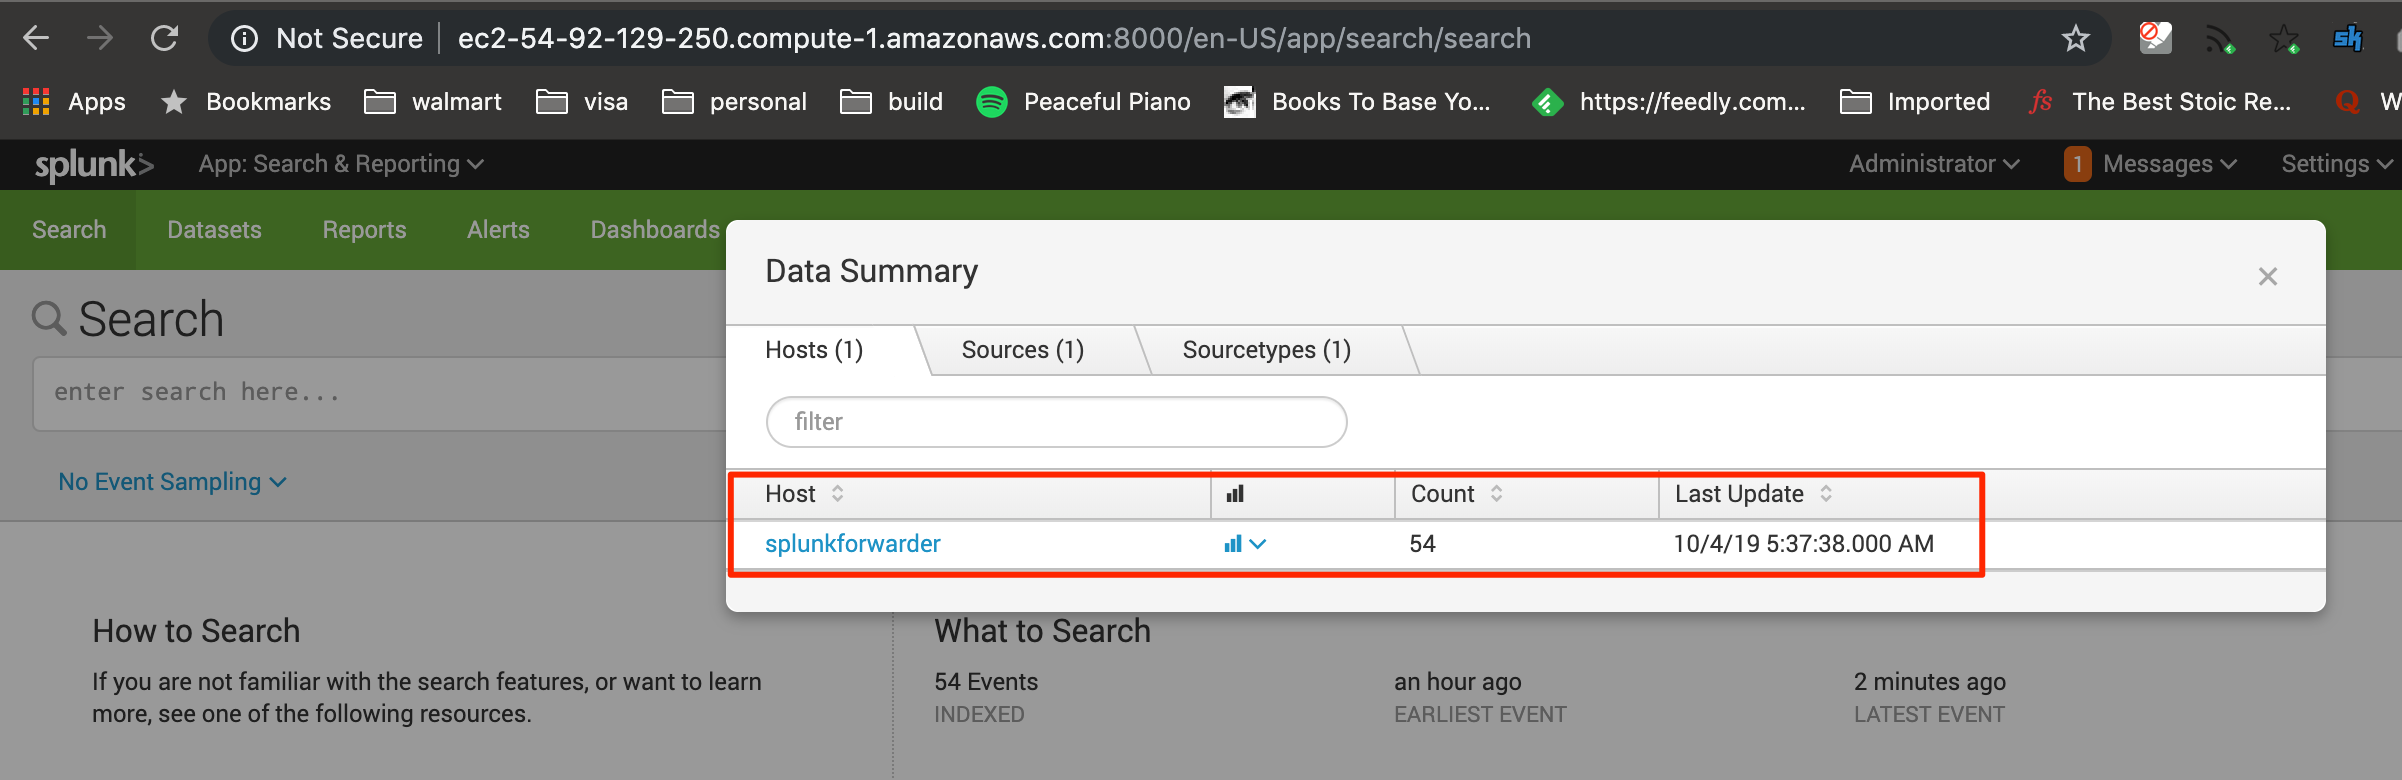 Not Secure ec2-54-92-129-250.compute-1.amazonaws.com:8000/en-US/app/search/search
Apps Bookmarks walmart visa personal build Peaceful Piano Books To Base Yo... https://feedly.com... Imported fs The Best Stoic Re... Q W
splunk> App: Search & Reporting Administrator 1 Messages Settings
Search Datasets Reports Alerts Dashboards
Data Summary
Search
Hosts (1) Sources (1) Sourcetypes (1)
enter search here...
filter
No Event Sampling
Host Count Last Update
splunkforwarder 54 10/4/19 5:37:38.000 AM
How to Search
If you are not familiar with the search features, or want to learn
more, see one of the following resources.
What to Search
54 Events an hour ago 2 minutes ago
INDEXED EARLIEST EVENT LATEST EVENT